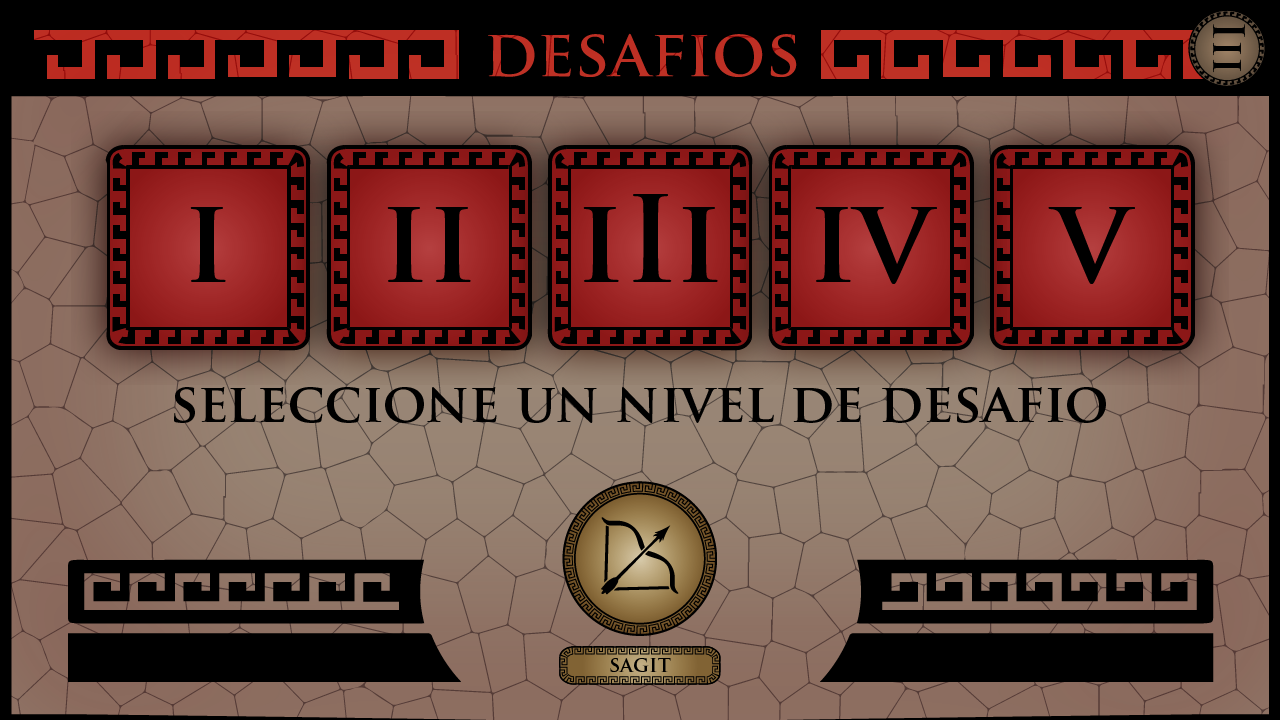 DESAFIOS
I II III IV V
SELECCIONE UN NIVEL DE DESAFIO
SAGIT